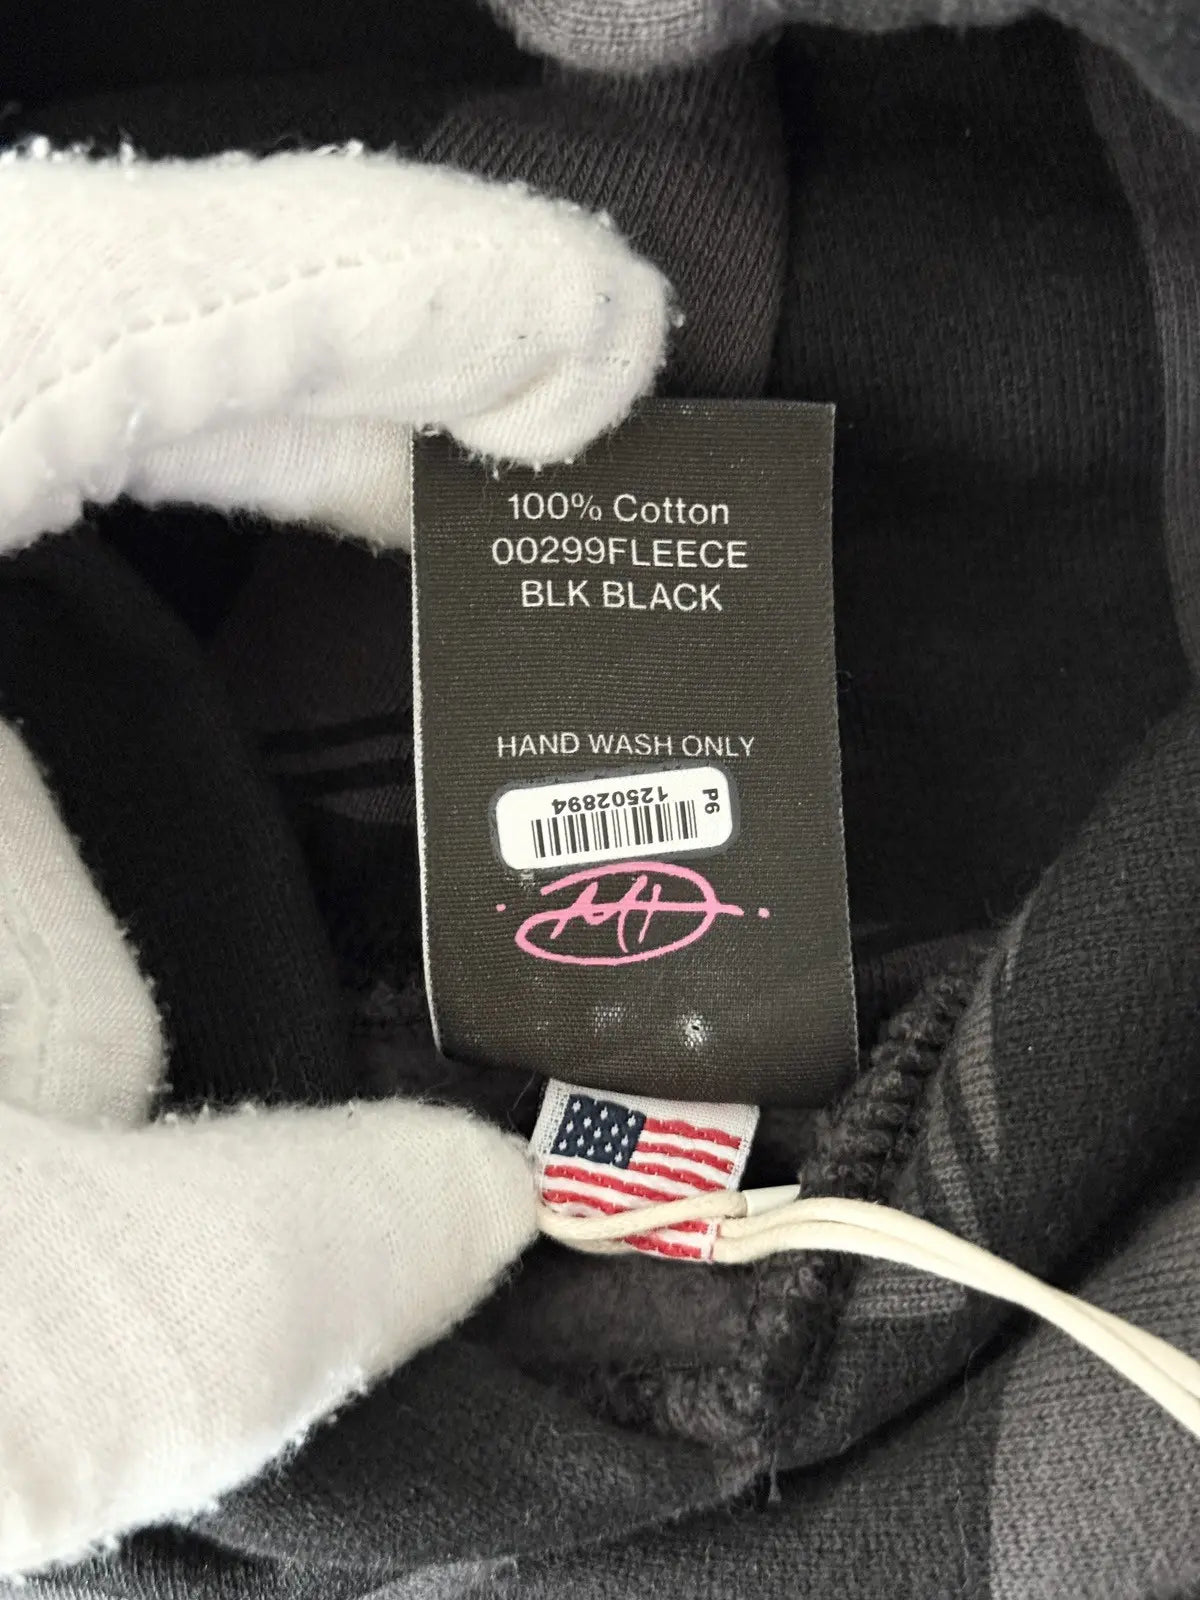 100% Cotton
00299FLEECE
BLK BLACK
HAND WASH ONLY
12502894
P6